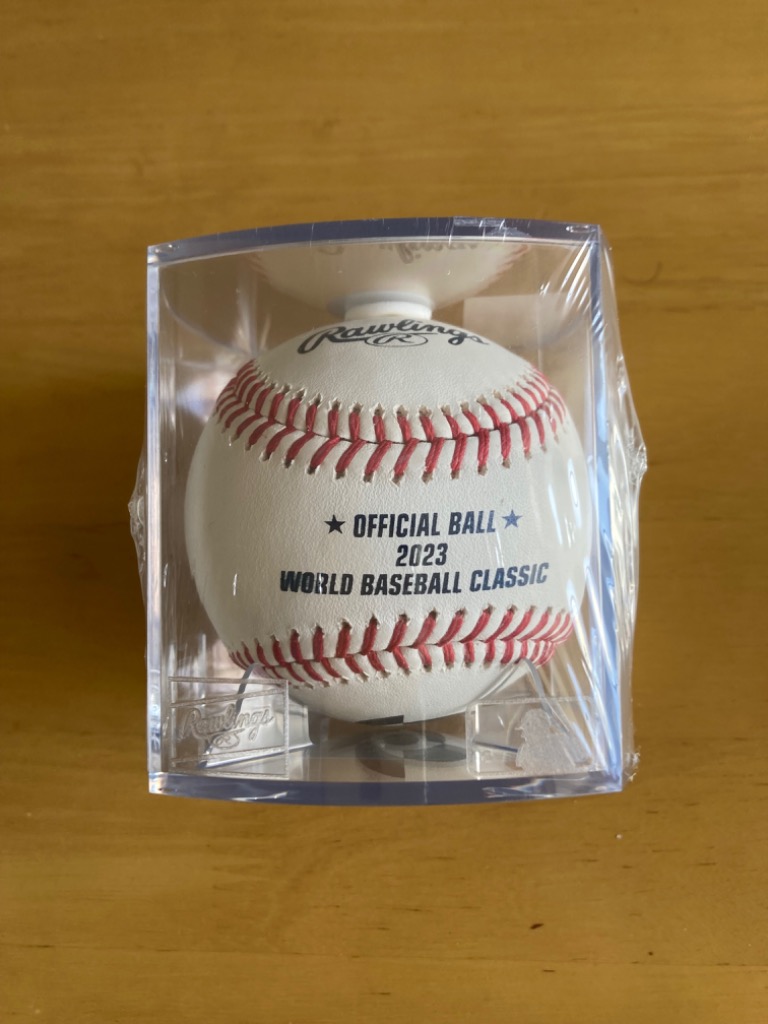 Rawlings
R
★ OFFICIAL BALL ★
2023
WORLD BASEBALL CLASSIC
Rawlings
R